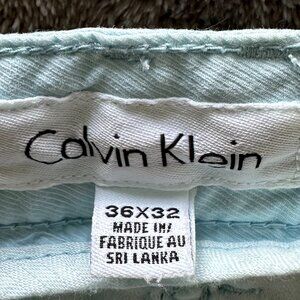 Calvin Klein
36X32
MADE IN/
FABRIQUE AU
SRI LANKA